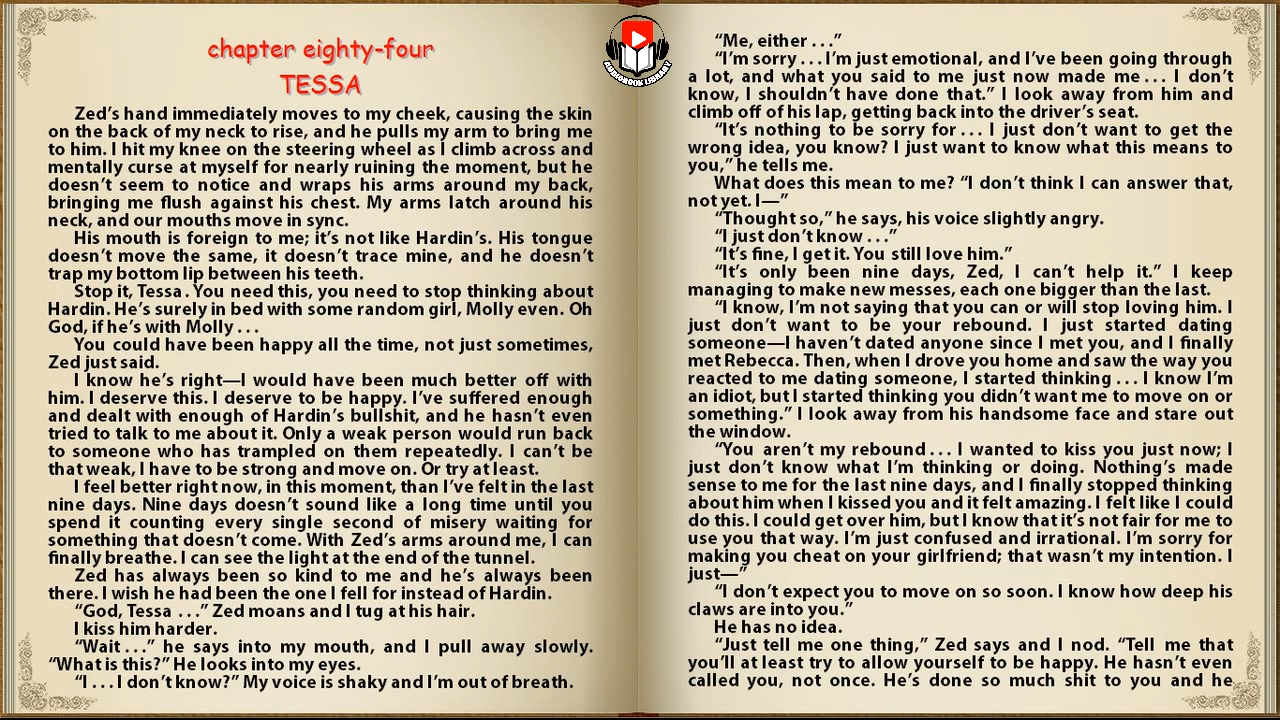 chapter eighty-four
TESSA
Zed's hand immediately moves to my cheek, causing the skin
on the back of my neck to rise, and he pulls my arm to bring me
to him. I hit my knee on the steering wheel as I climb across and
mentally curse at myself for nearly ruining the moment, but he
doesn't seem to notice and wraps his arms around my back,
bringing me flush against his chest. My arms latch around his
neck, and our mouths move in sync.
His mouth is foreign to me; it's not like Hardin's. His tongue
doesn't move the same, it doesn't trace mine, and he doesn't
trap my bottom lip between his teeth.
Stop it, Tessa. You need this, you need to stop thinking about
Hardin. He's surely in bed with some random girl, Molly even. Oh
God, if he's with Molly . . .
You could have been happy all the time, not just sometimes,
Zed just said.
I know he's right—I would have been much better off with
him. I deserve this. I deserve to be happy. I've suffered enough
and dealt with enough of Hardin's bullshit, and he hasn't even
tried to talk to me about it. Only a weak person would run back
to someone who has trampled on them repeatedly. I can't be
that weak, I have to be strong and move on. Or try at least.
I feel better right now, in this moment, than I've felt in the last
nine days. Nine days doesn't sound like a long time until you
spend it counting every single second of misery waiting for
something that doesn't come. With Zed's arms around me, I can
finally breathe. I can see the light at the end of the tunnel.
Zed has always been so kind to me and he's always been
there. I wish he had been the one I fell for instead of Hardin.
"God, Tessa . . ." Zed moans and I tug at his hair.
I kiss him harder.
"Wait . . ." he says into my mouth, and I pull away slowly.
"What is this?" He looks into my eyes.
"I . . . I don't know?" My voice is shaky and I'm out of breath.
AUDIOBOOK LIBRARY
"Me, either . . ."
"I'm sorry . . . I'm just emotional, and I've been going through
a lot, and what you said to me just now made me . . . I don't
know, I shouldn't have done that." I look away from him and
climb off of his lap, getting back into the driver's seat.
"It's nothing to be sorry for . . . I just don't want to get the
wrong idea, you know? I just want to know what this means to
you," he tells me.
What does this mean to me? "I don't think I can answer that,
not yet. I—"
"Thought so," he says, his voice slightly angry.
"I just don't know . . ."
"It's fine, I get it. You still love him."
"It's only been nine days, Zed, I can't help it." I keep
managing to make new messes, each one bigger than the last.
"I know, I'm not saying that you can or will stop loving him. I
just don't want to be your rebound. I just started dating
someone—I haven't dated anyone since I met you, and I finally
met Rebecca. Then, when I drove you home and saw the way you
reacted to me dating someone, I started thinking . . . I know I'm
an idiot, but I started thinking you didn't want me to move on or
something." I look away from his handsome face and stare out
the window.
"You aren't my rebound . . . I wanted to kiss you just now; I
just don't know what I'm thinking or doing. Nothing's made
sense to me for the last nine days, and I finally stopped thinking
about him when I kissed you and it felt amazing. I felt like I could
do this. I could get over him, but I know that it's not fair for me to
use you that way. I'm just confused and irrational. I'm sorry for
making you cheat on your girlfriend; that wasn't my intention. I
just—"
"I don't expect you to move on so soon. I know how deep his
claws are into you."
He has no idea.
"Just tell me one thing," Zed says and I nod. "Tell me that
you'll at least try to allow yourself to be happy. He hasn't even
called you, not once. He's done so much shit to you and he